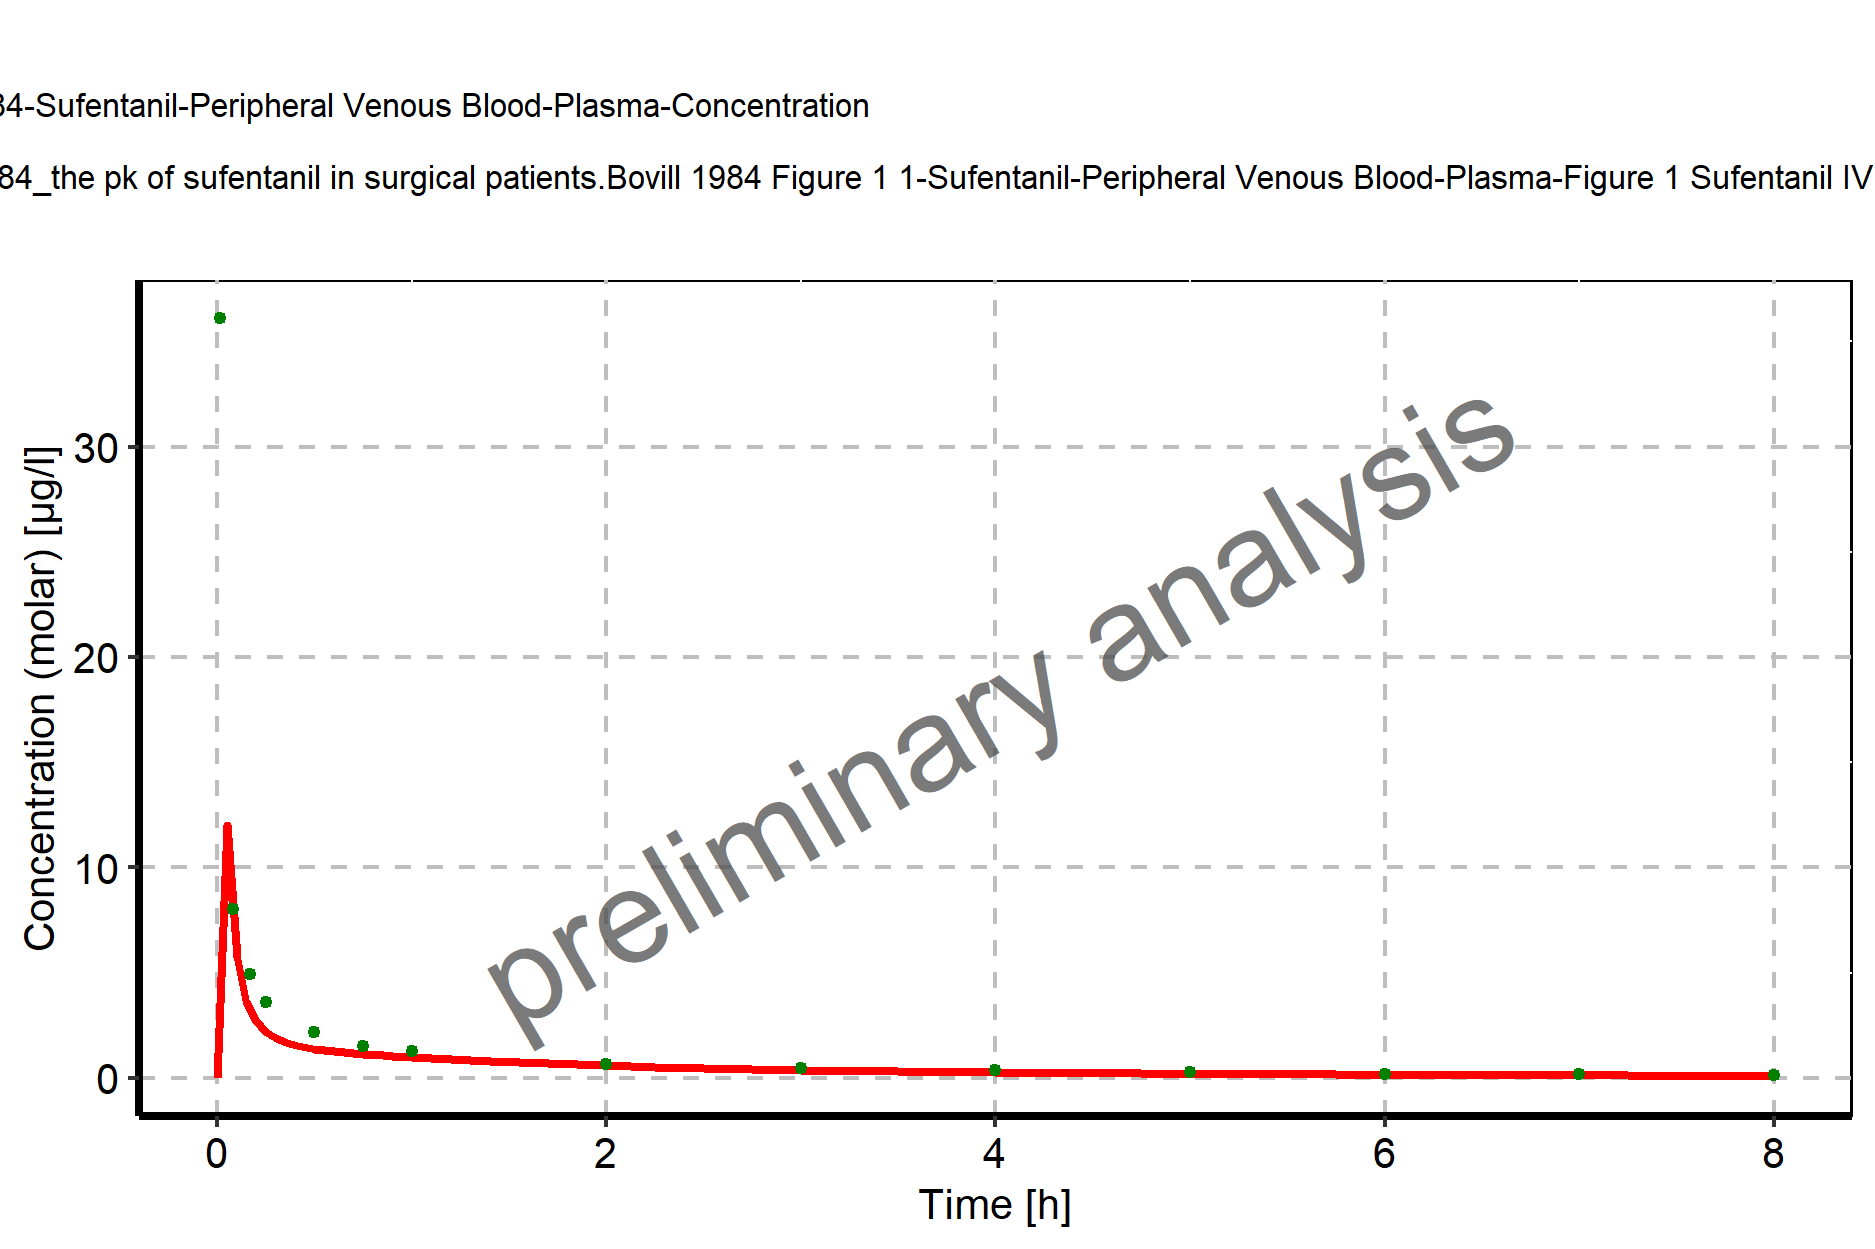 34-Sufentanil-Peripheral Venous Blood-Plasma-Concentration
84_the pk of sufentanil in surgical patients.Bovill 1984 Figure 1 1-Sufentanil-Peripheral Venous Blood-Plasma-Figure 1 Sufentanil IV
Concentration (molar) [µg/l]
30
20
10
0
preliminary analysis
0 2 4 6 8
Time [h]